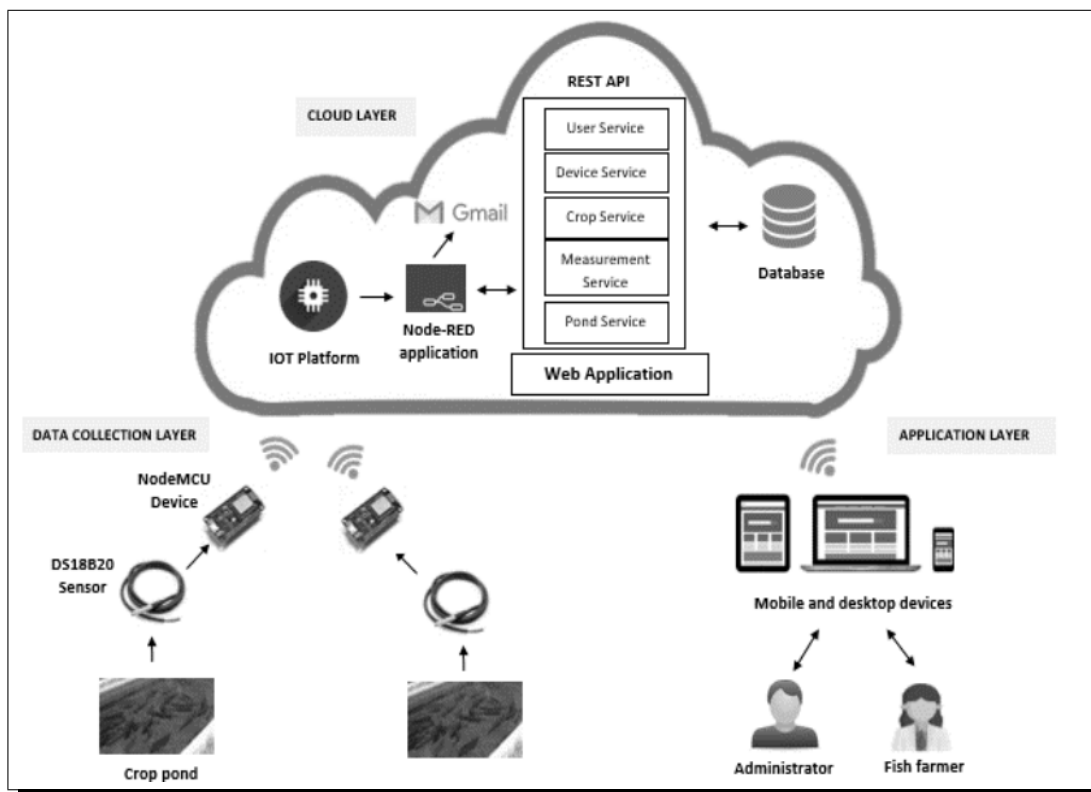 REST API
CLOUD LAYER
User Service
Device Service
Crop Service
Measurement
Service
Pond Service
Gmail
Database
Node-RED
application
IOT Platform
Web Application
DATA COLLECTION LAYER
APPLICATION LAYER
NodeMCU
Device
DS18B20
Sensor
Mobile and desktop devices
Crop pond
Administrator
Fish farmer